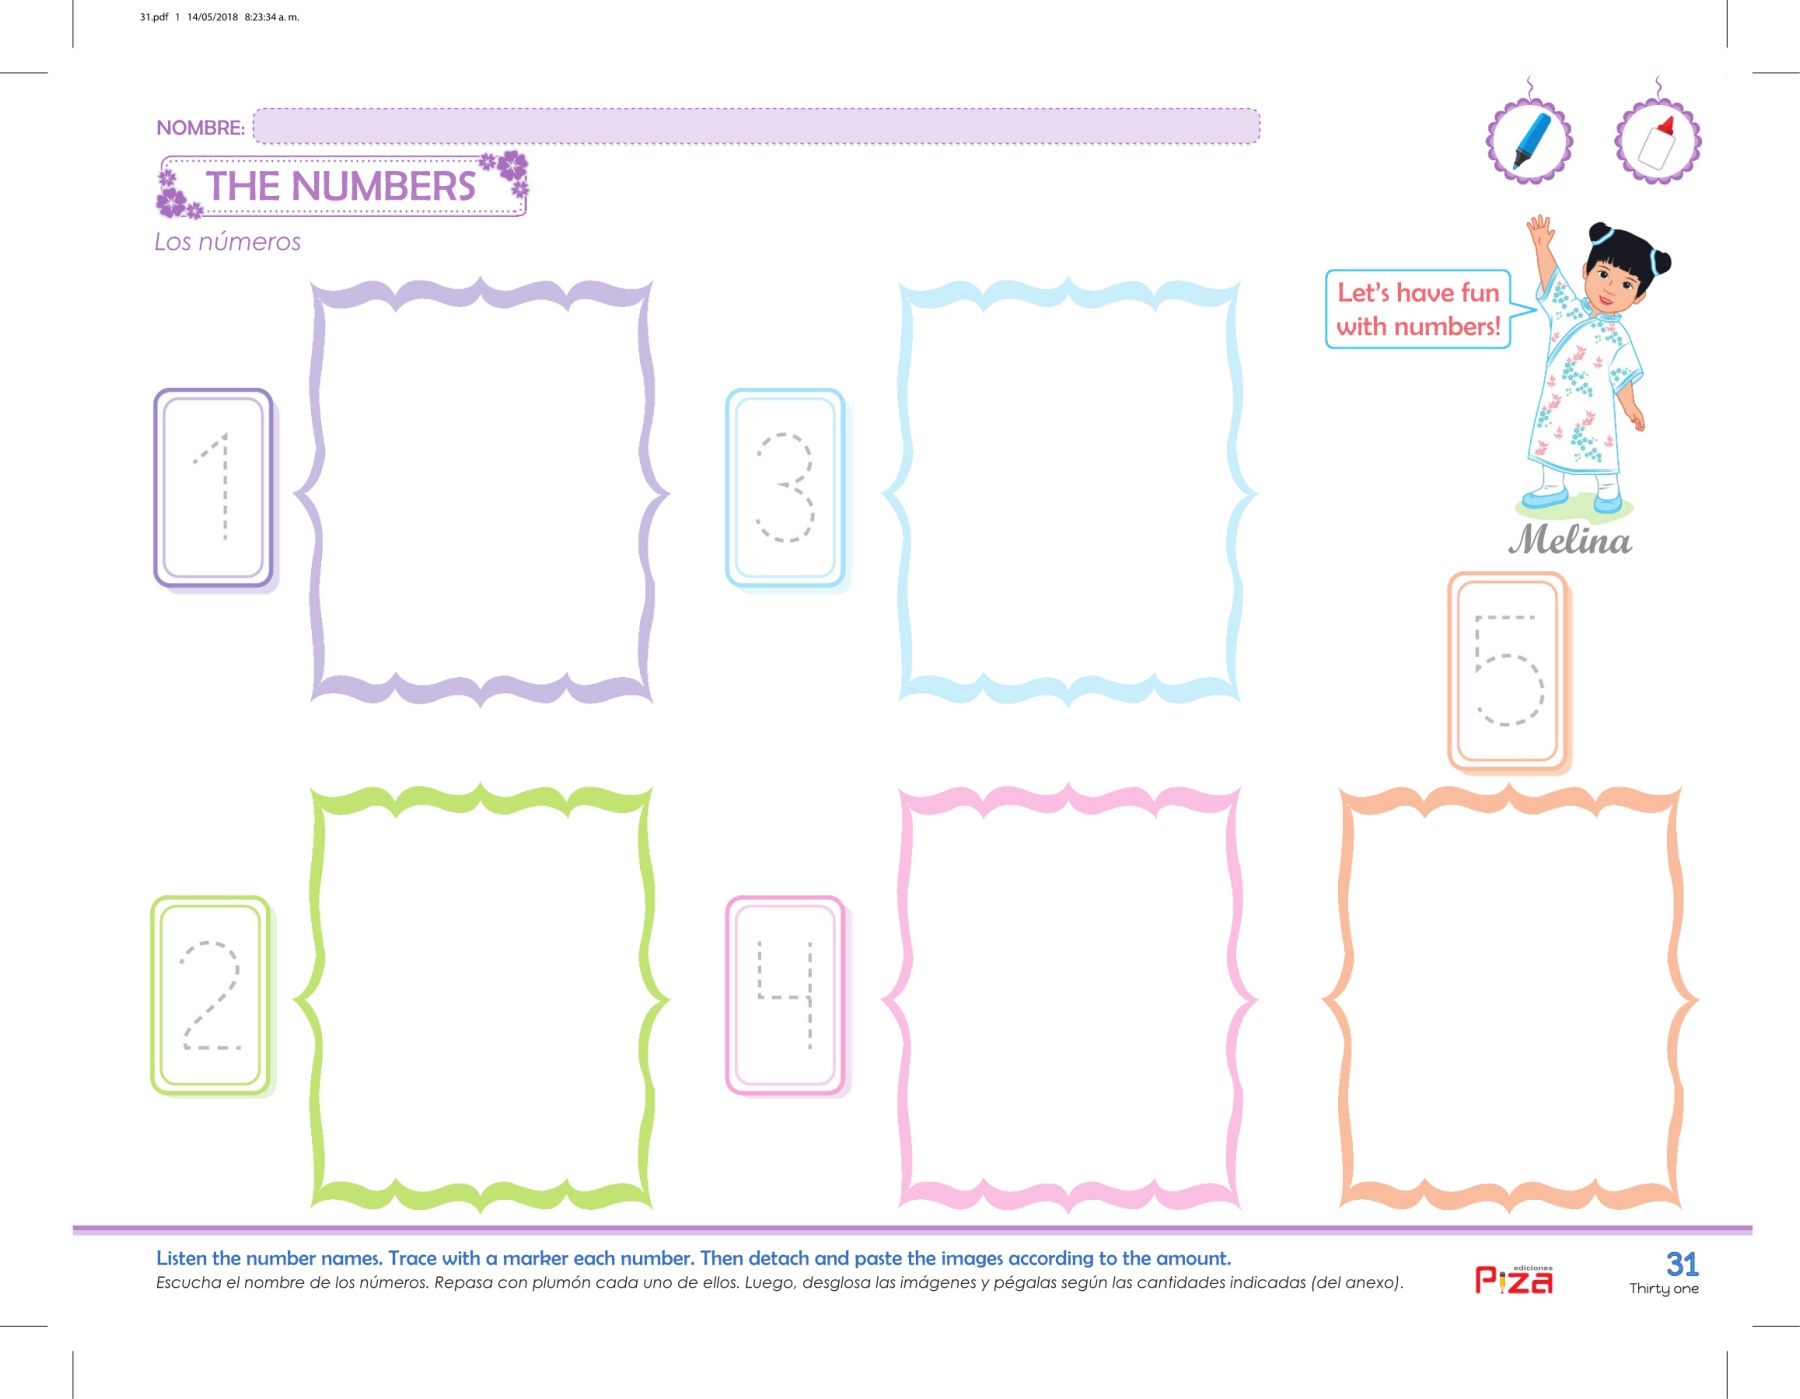 31.pdf 1 14/05/2018 8:23:34 a. m.
NOMBRE:
THE NUMBERS
Los números
Let's have fun
with numbers!
Melina
1
3
5
2
4
Listen the number names. Trace with a marker each number. Then detach and paste the images according to the amount.
Escucha el nombre de los números. Repasa con plumón cada uno de ellos. Luego, desglosa las imágenes y pégalas según las cantidades indicadas (del anexo).
ediciones
Piza
31
Thirty one